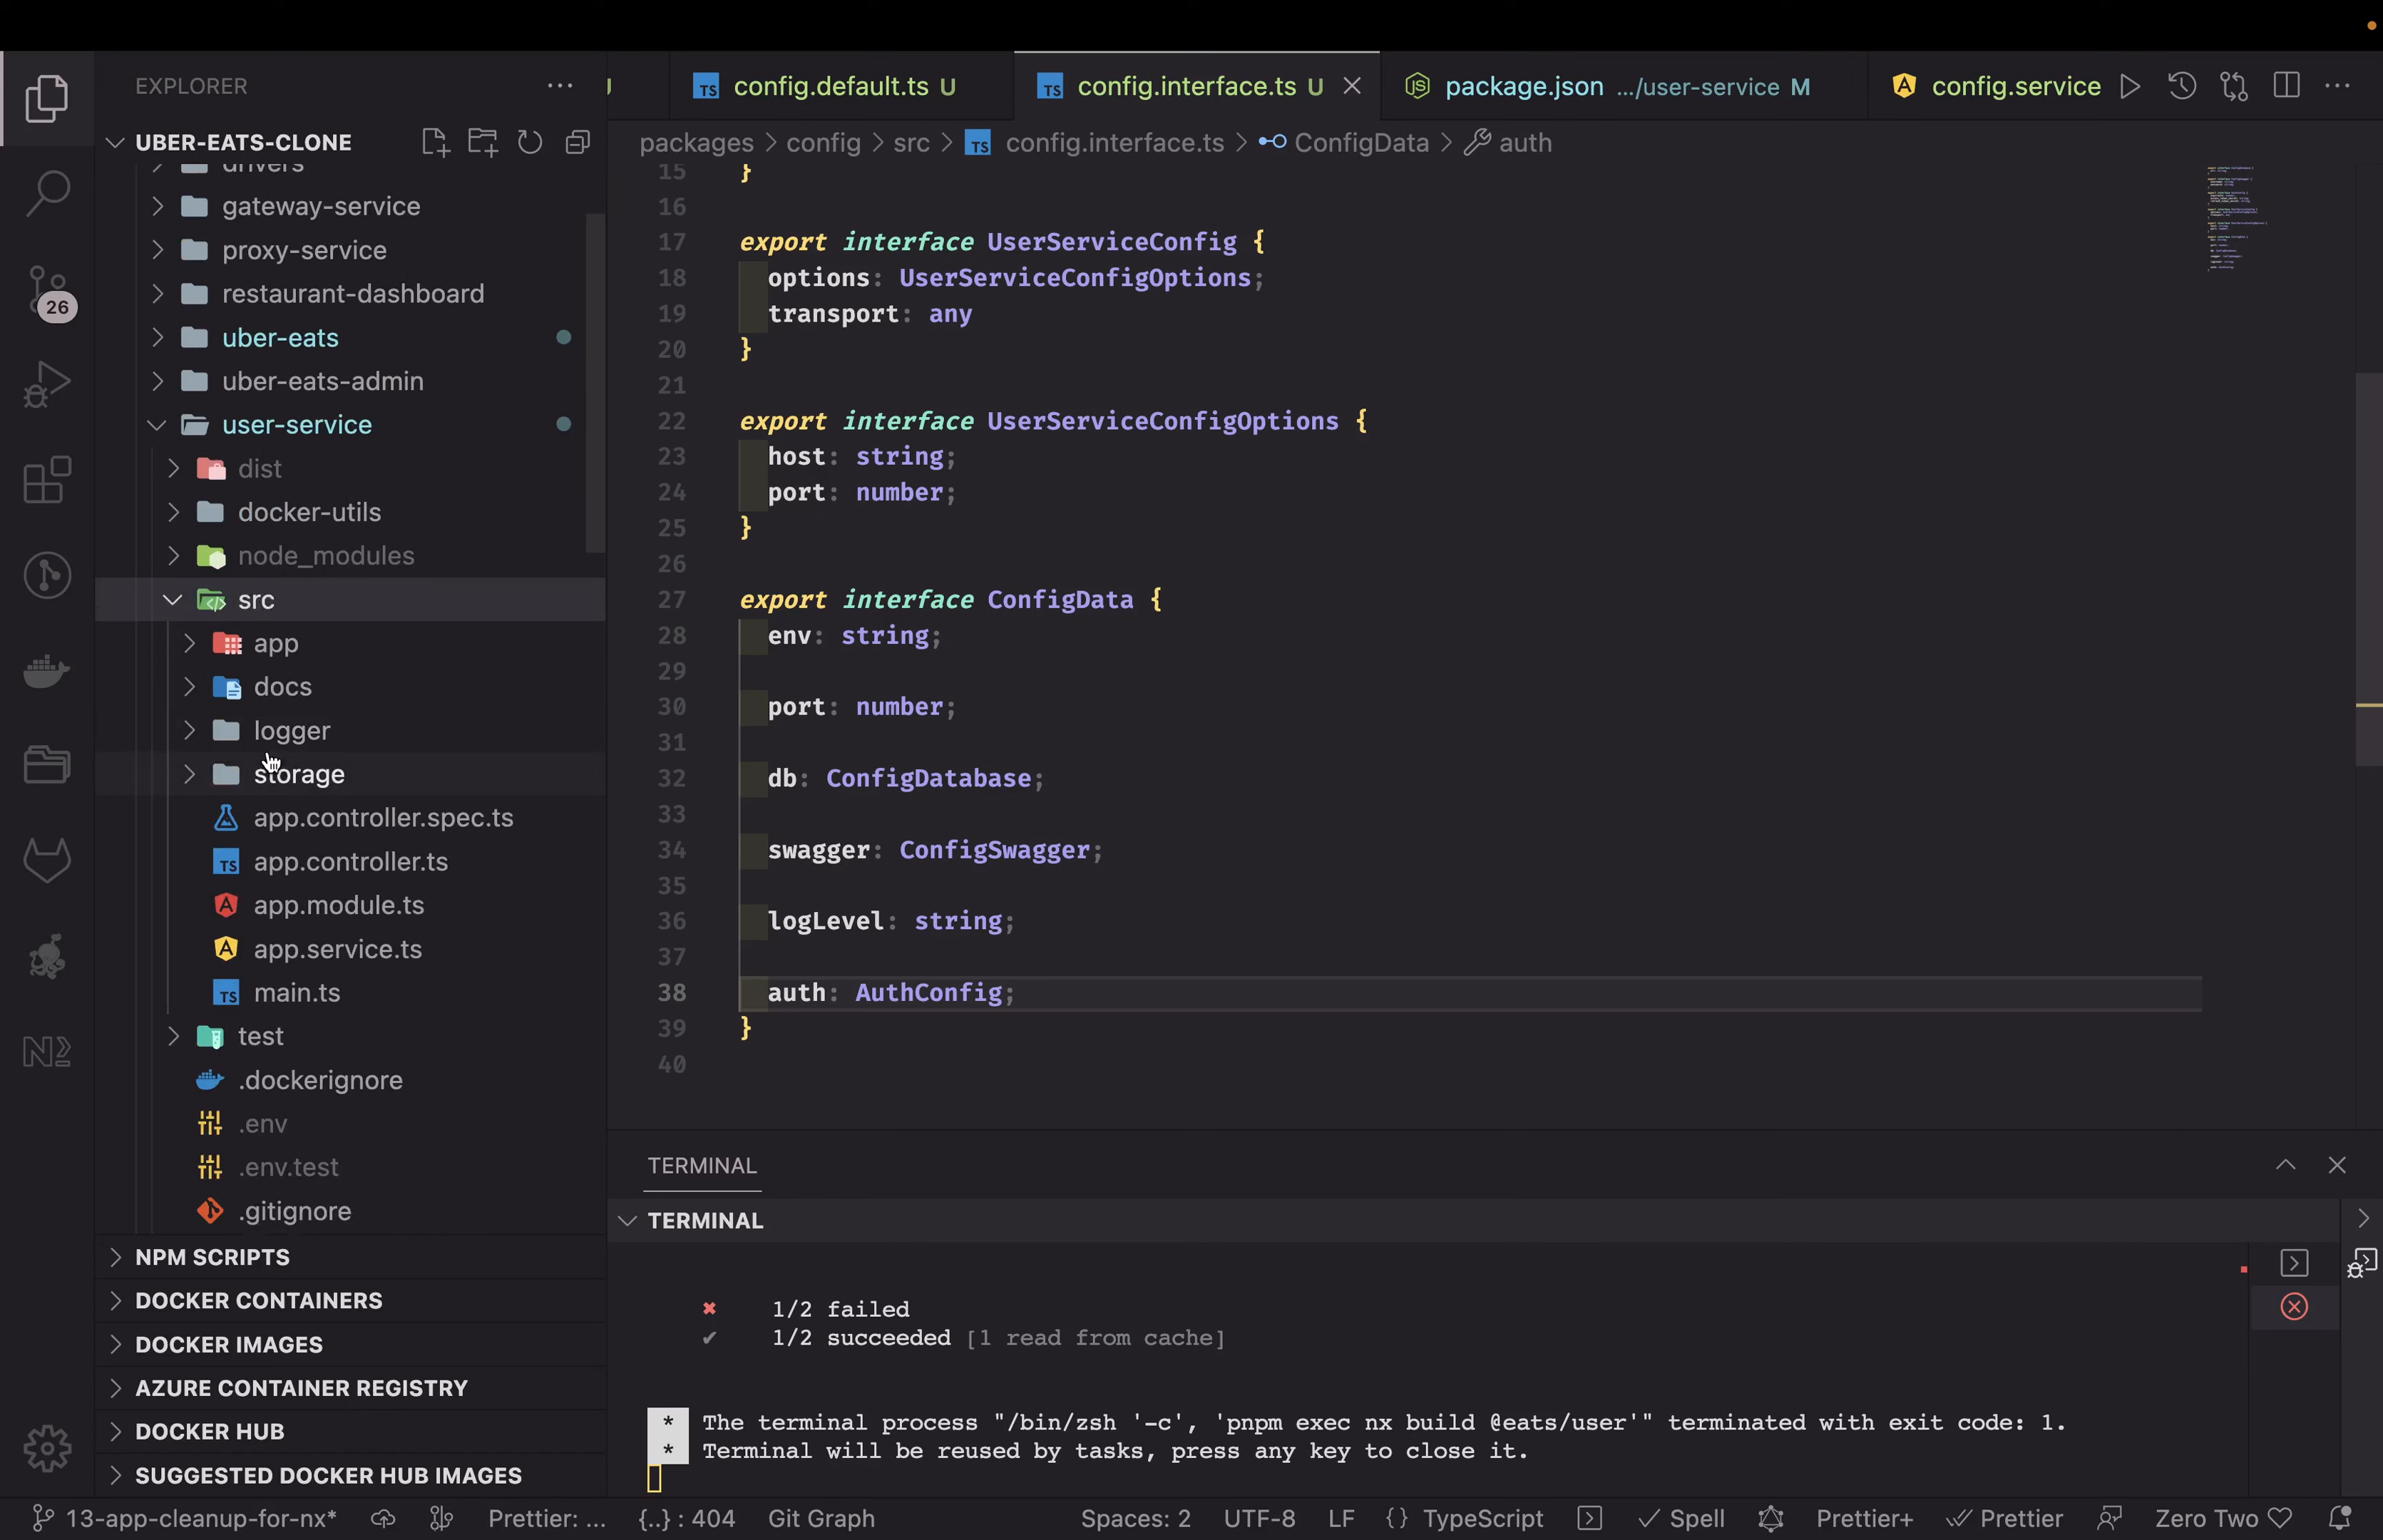 EXPLORER
UBER-EATS-CLONE
drivers
gateway-service
proxy-service
restaurant-dashboard
uber-eats
uber-eats-admin
user-service
dist
docker-utils
node_modules
src
app
docs
logger
storage
app.controller.spec.ts
app.controller.ts
app.module.ts
app.service.ts
main.ts
test
.dockerignore
.env
.env.test
.gitignore
NPM SCRIPTS
DOCKER CONTAINERS
DOCKER IMAGES
AZURE CONTAINER REGISTRY
DOCKER HUB
SUGGESTED DOCKER HUB IMAGES
26
config.default.ts U
config.interface.ts U
package.json .../user-service M
config.service
packages > config > src > TS config.interface.ts > ConfigData > auth
15 }
16
17 export interface UserServiceConfig {
18 options: UserServiceConfigOptions;
19 transport: any
20 }
21
22 export interface UserServiceConfigOptions {
23 host: string;
24 port: number;
25 }
26
27 export interface ConfigData {
28 env: string;
29
30 port: number;
31
32 db: ConfigDatabase;
33
34 swagger: ConfigSwagger;
35
36 logLevel: string;
37
38 auth: AuthConfig;
39 }
40
TERMINAL
TERMINAL
✖ 1/2 failed
✔ 1/2 succeeded [1 read from cache]
* The terminal process "/bin/zsh '-c', 'pnpm exec nx build @eats/user'" terminated with exit code: 1.
* Terminal will be reused by tasks, press any key to close it.
13-app-cleanup-for-nx* Prettier: ... {..} : 404 Git Graph Spaces: 2 UTF-8 LF {} TypeScript ✓ Spell Prettier+ Prettier Zero Two